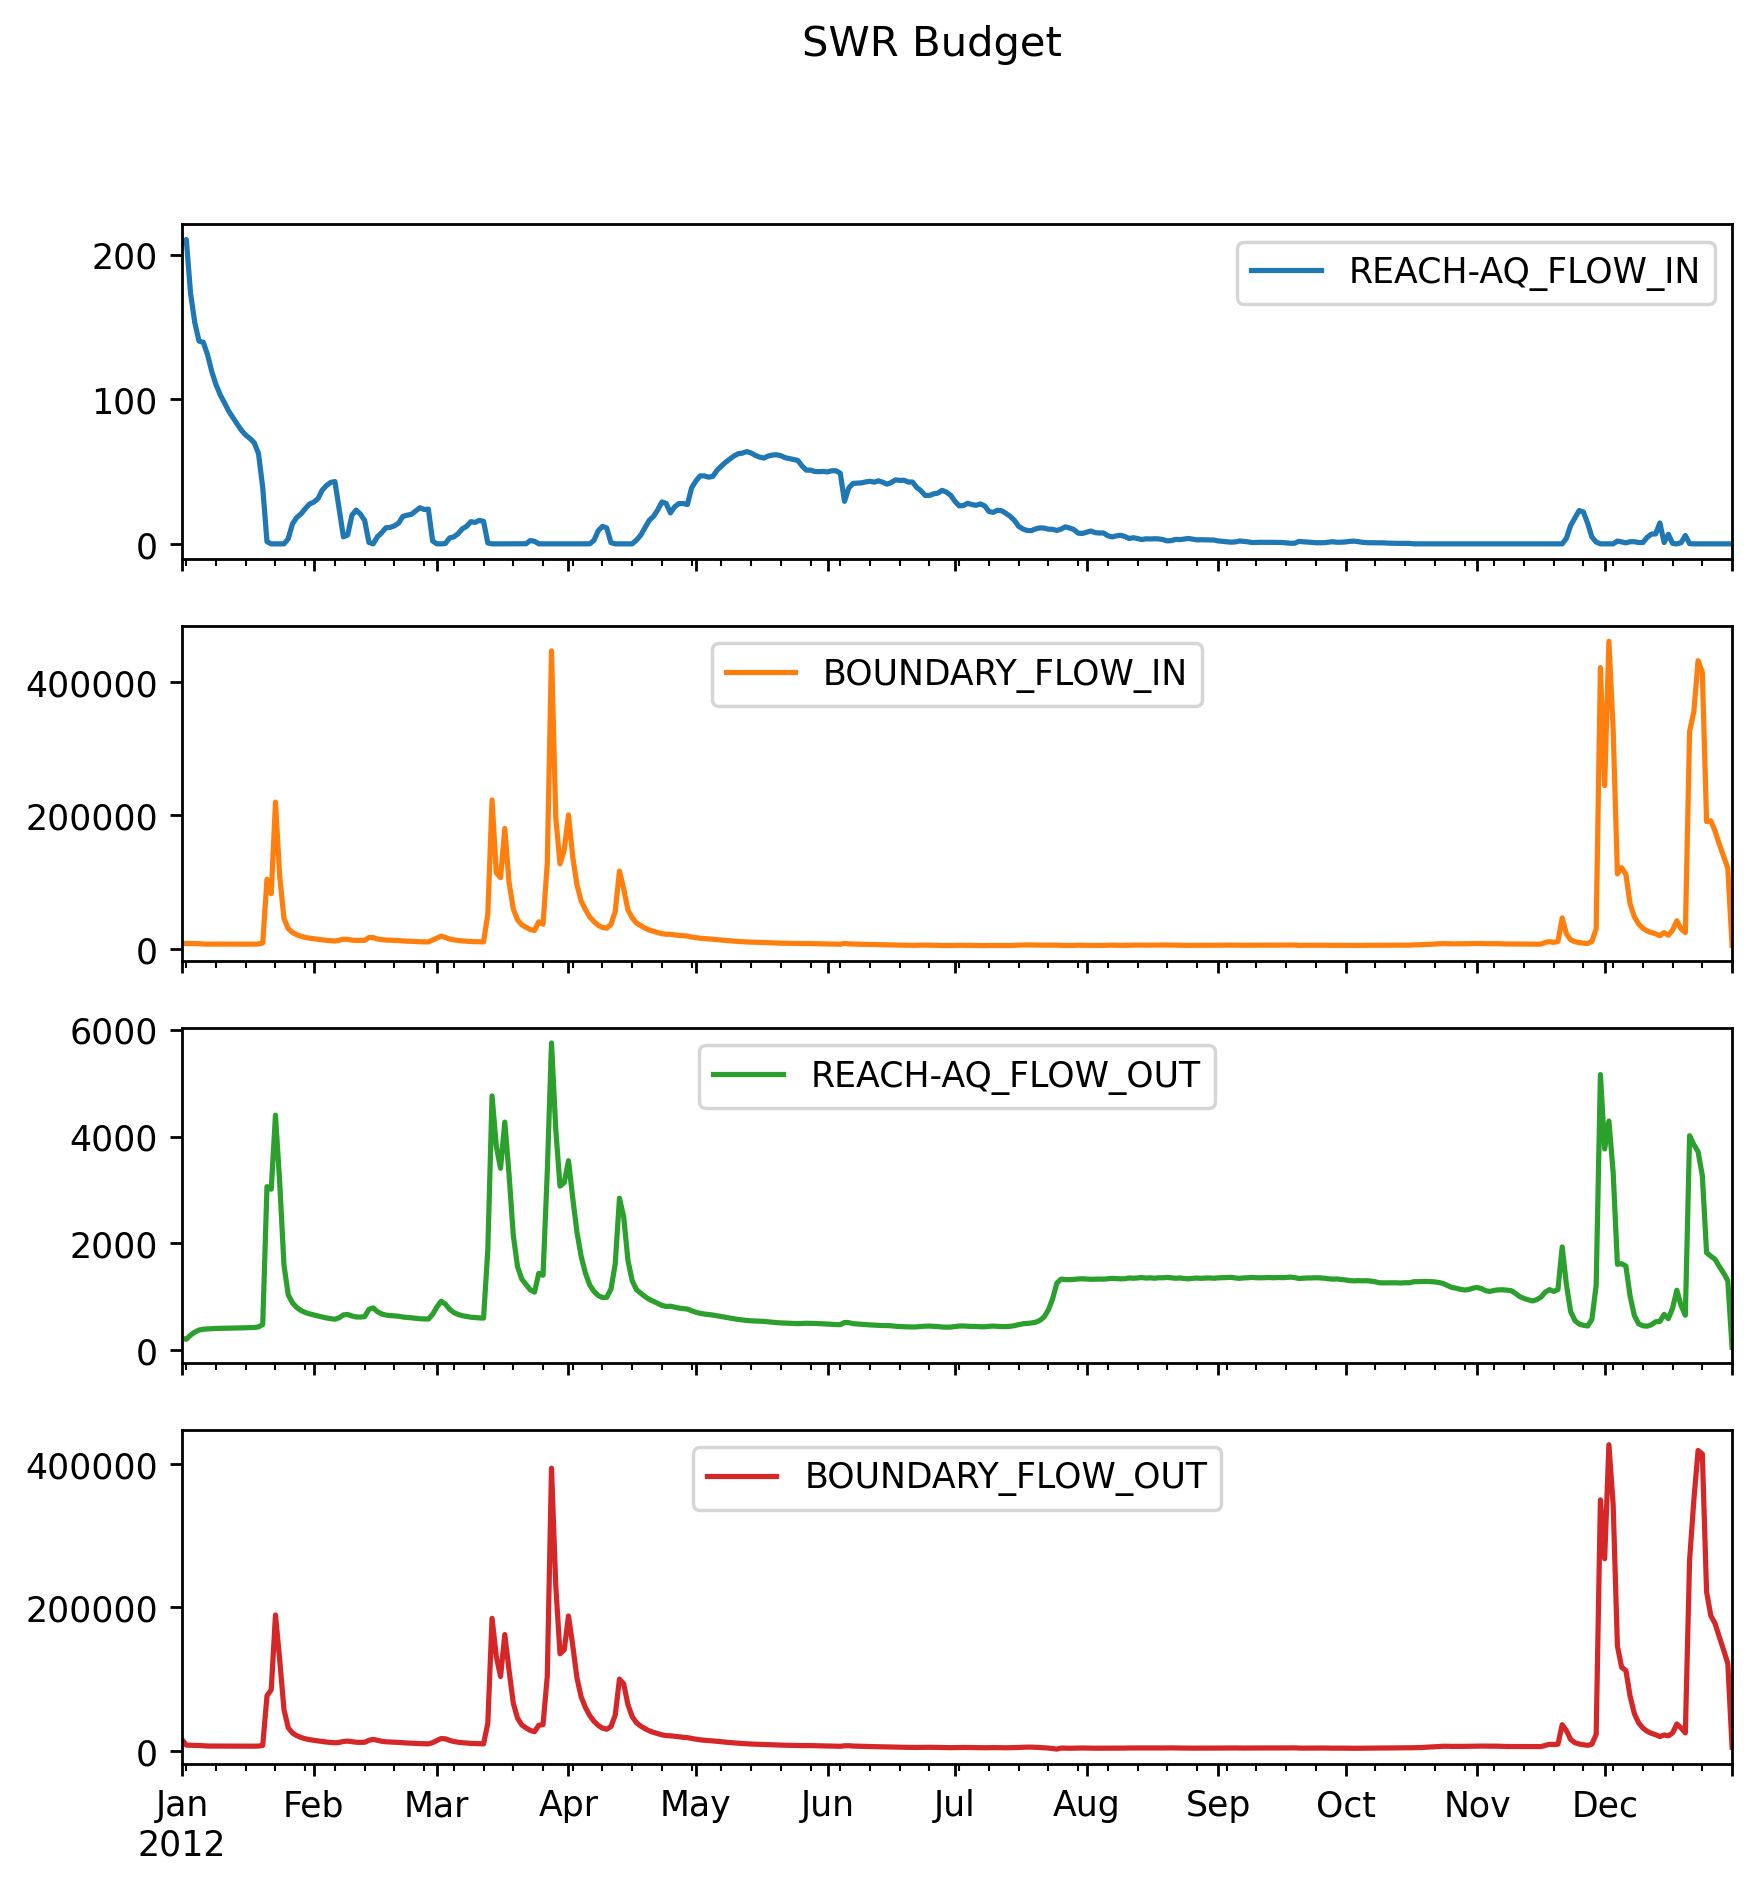 SWR Budget
200
100
0
REACH-AQ_FLOW_IN
400000
200000
0
BOUNDARY_FLOW_IN
6000
4000
2000
0
REACH-AQ_FLOW_OUT
400000
200000
0
BOUNDARY_FLOW_OUT
Jan Feb Mar Apr May Jun Jul Aug Sep Oct Nov Dec
2012